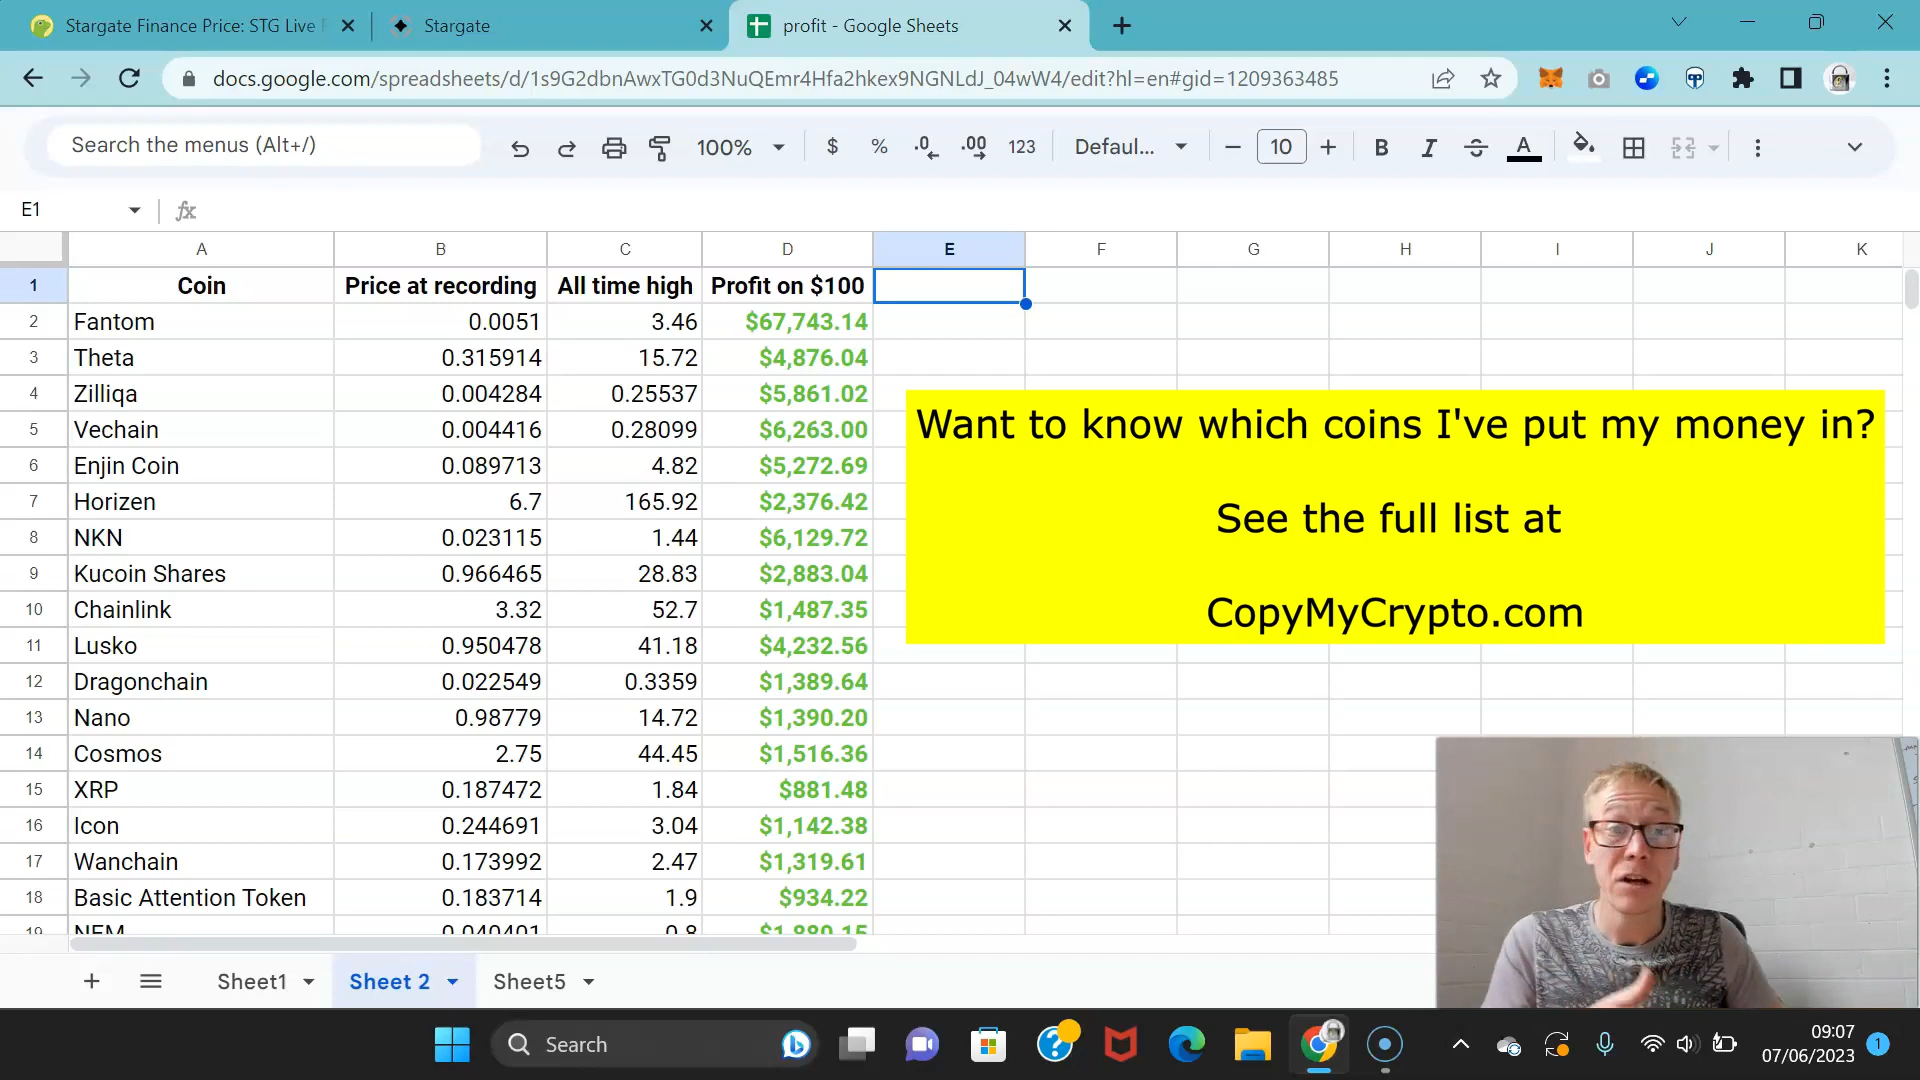 Stargate Finance Price: STG Live
Stargate
profit - Google Sheets
docs.google.com/spreadsheets/d/1s9G2dbnAwxTG0d3NuQEmr4Hfa2hkex9NGNLdJ_04wW4/edit?hl=en#gid=1209363485
Search the menus (Alt+/)
100%
$
%
.0
.00
123
Defaul...
10
B
I
A
E1
fx
A B C D E F G H I J K
1 Coin Price at recording All time high Profit on $100
2 Fantom 0.0051 3.46 $67,743.14
3 Theta 0.315914 15.72 $4,876.04
4 Zilliqa 0.004284 0.25537 $5,861.02
5 Vechain 0.004416 0.28099 $6,263.00
6 Enjin Coin 0.089713 4.82 $5,272.69
7 Horizen 6.7 165.92 $2,376.42
8 NKN 0.023115 1.44 $6,129.72
9 Kucoin Shares 0.966465 28.83 $2,883.04
10 Chainlink 3.32 52.7 $1,487.35
11 Lusko 0.950478 41.18 $4,232.56
12 Dragonchain 0.022549 0.3359 $1,389.64
13 Nano 0.98779 14.72 $1,390.20
14 Cosmos 2.75 44.45 $1,516.36
15 XRP 0.187472 1.84 $881.48
16 Icon 0.244691 3.04 $1,142.38
17 Wanchain 0.173992 2.47 $1,319.61
18 Basic Attention Token 0.183714 1.9 $934.22
19 NEM 0.040401 0.8 $1,880.15
Want to know which coins I've put my money in?
See the full list at
CopyMyCrypto.com
Sheet1
Sheet 2
Sheet5
Search
09:07
07/06/2023
1